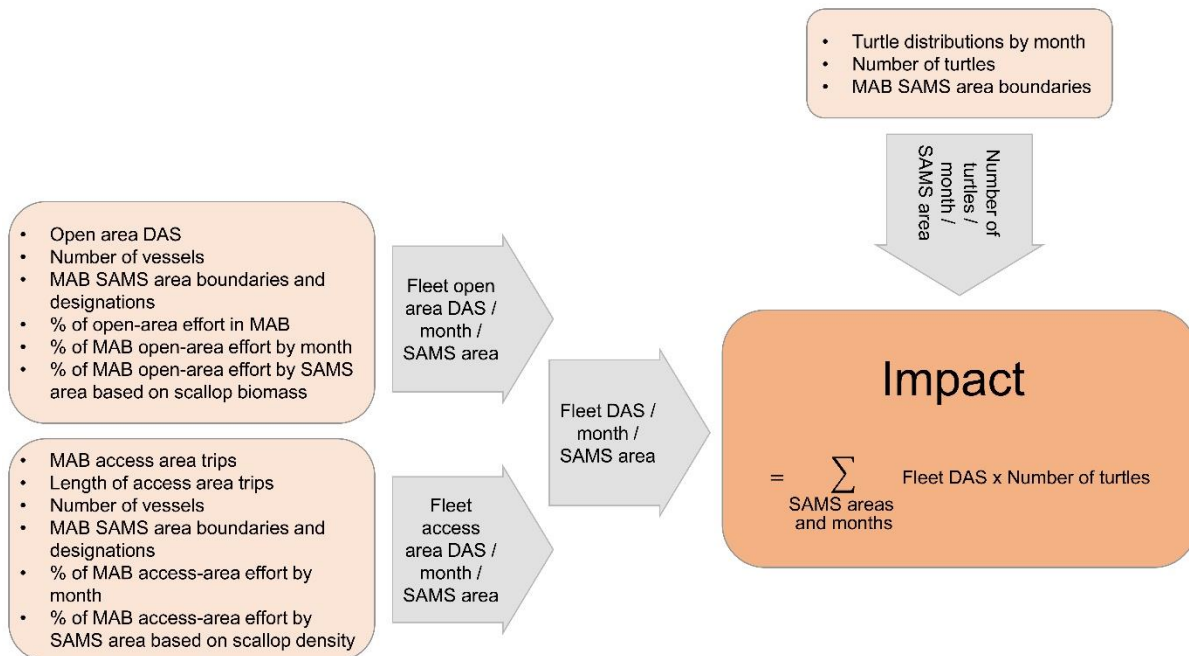 • Turtle distributions by month
• Number of turtles
• MAB SAMS area boundaries
Number of
turtles /
month /
SAMS area
• Open area DAS
• Number of vessels
• MAB SAMS area boundaries and
designations
• % of open-area effort in MAB
• % of MAB open-area effort by month
• % of MAB open-area effort by SAMS
area based on scallop biomass
Fleet open
area DAS /
month /
SAMS area
• MAB access area trips
• Length of access area trips
• Number of vessels
• MAB SAMS area boundaries and
designations
• % of MAB access-area effort by
month
• % of MAB access-area effort by
SAMS area based on scallop density
Fleet
access
area DAS /
month /
SAMS area
Fleet DAS /
month /
SAMS area
Impact
= ∑ Fleet DAS x Number of turtles
SAMS areas
and months